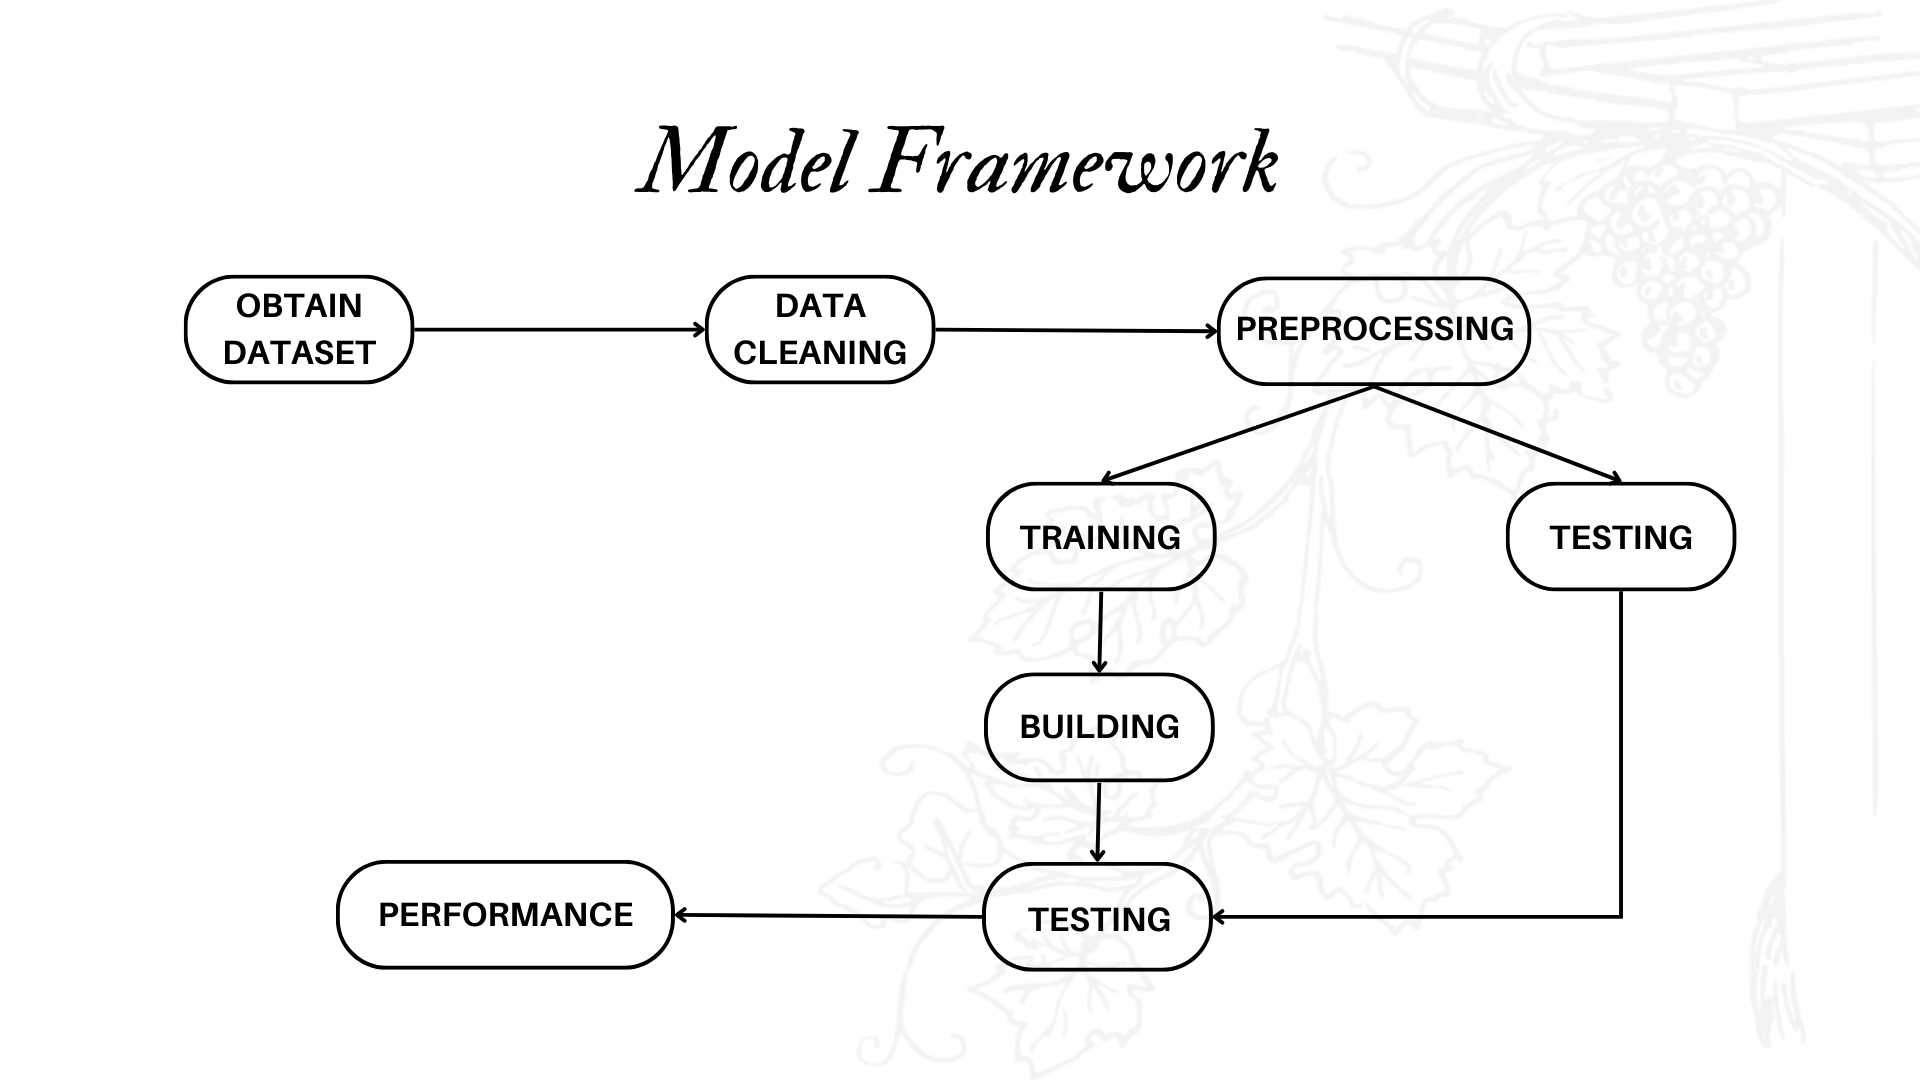 Model Framework
OBTAIN
DATASET
DATA
CLEANING
PREPROCESSING
TRAINING
TESTING
BUILDING
PERFORMANCE
TESTING